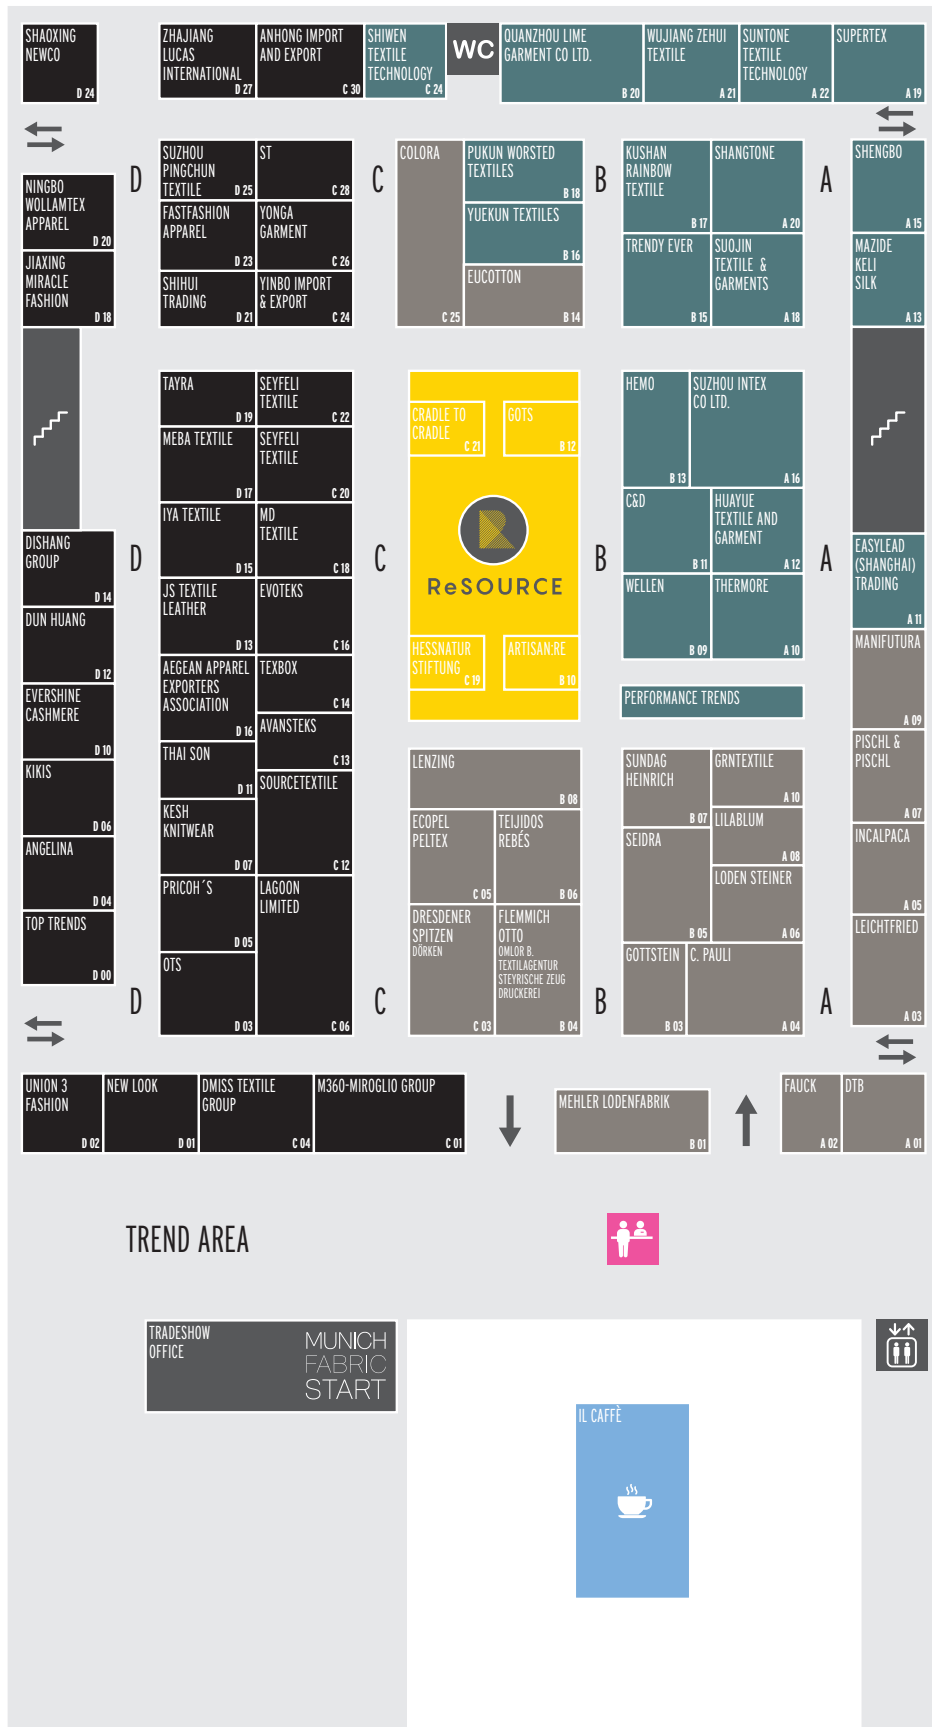 SHAOXING
NEWCO
D 24
ZHAJIANG
LUCAS
INTERNATIONAL
D 27
ANHONG IMPORT
AND EXPORT
C 30
SHIWEN
TEXTILE
TECHNOLOGY
C 24
WC
QUANZHOU LIME
GARMENT CO LTD.
B 20
WUJIANG ZEHUI
TEXTILE
A 21
SUNTONE
TEXTILE
TECHNOLOGY
A 22
SUPERTEX
A 19
D
C
B
A
NINGBO
WOLLAMTEX
APPAREL
D 20
JIAXING
MIRACLE
FASHION
D 18
SUZHOU
PINGCHUN
TEXTILE
D 25
ST
C 28
FASTFASHION
APPAREL
D 23
YONGA
GARMENT
C 26
SHIHUI
TRADING
D 21
YINBO IMPORT
& EXPORT
C 24
COLORA
C 25
PUKUN WORSTED
TEXTILES
B 18
YUEKUN TEXTILES
B 16
EUCOTTON
B 14
KUSHAN
RAINBOW
TEXTILE
B 17
SHANGTONE
A 20
TRENDY EVER
B 15
SUOJIN
TEXTILE &
GARMENTS
A 18
SHENGBO
A 15
MAZIDE
KELI
SILK
A 13
TAYRA
D 19
SEYFELI
TEXTILE
C 22
MEBA TEXTILE
D 17
SEYFELI
TEXTILE
C 20
IYA TEXTILE
D 15
MD
TEXTILE
C 18
JS TEXTILE
LEATHER
D 13
EVOTEKS
C 16
AEGEAN APPAREL
EXPORTERS
ASSOCIATION
D 16
TEXBOX
C 14
AVANSTEKS
C 13
THAI SON
D 11
SOURCETEXTILE
C 12
KESH
KNITWEAR
D 07
PRICOH´S
D 05
LAGOON
LIMITED
C 06
OTS
D 03
CRADLE TO
CRADLE
C 21
GOTS
B 12
R
ReSOURCE
HESSNATUR
STIFTUNG
C 19
ARTISAN:RE
B 10
HEMO
B 13
SUZHOU INTEX
CO LTD.
A 16
C&D
B 11
HUAYUE
TEXTILE AND
GARMENT
A 12
WELLEN
B 09
THERMORE
A 10
PERFORMANCE TRENDS
D
C
B
A
DISHANG
GROUP
D 14
DUN HUANG
D 12
EVERSHINE
CASHMERE
D 10
KIKIS
D 06
ANGELINA
D 04
TOP TRENDS
D 00
EASYLEAD
(SHANGHAI)
TRADING
A 11
MANIFUTURA
A 09
PISCHL &
PISCHL
A 07
INCALPACA
A 05
LEICHTFRIED
A 03
LENZING
B 08
ECOPEL
PELTEX
C 05
TEIJIDOS
REBÉS
B 06
DRESDENER
SPITZEN
DÖRKEN
C 03
FLEMMICH
OTTO
OMLOR B.
TEXTILAGENTUR
STEYRISCHE ZEUG
DRUCKEREI
B 04
SUNDAG
HEINRICH
B 07
GRNTEXTILE
A 10
LILABLUM
A 08
SEIDRA
B 05
LODEN STEINER
A 06
GOTTSTEIN
B 03
C. PAULI
A 04
D
C
B
A
UNION 3
FASHION
D 02
NEW LOOK
D 01
DMISS TEXTILE
GROUP
C 04
M360-MIROGLIO GROUP
C 01
MEHLER LODENFABRIK
B 01
FAUCK
A 02
DTB
A 01
TREND AREA
TRADESHOW
OFFICE
MUNICH
FABRIC
START
IL CAFFÈ